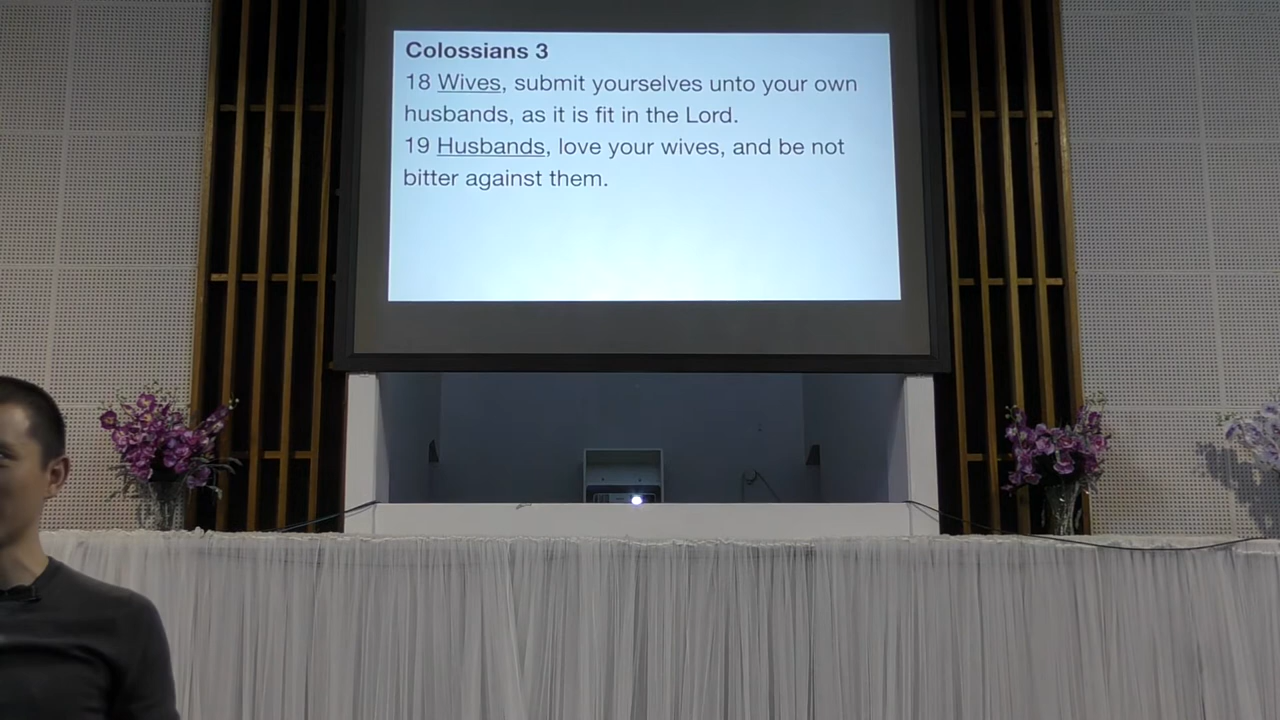 Colossians 3
18 Wives, submit yourselves unto your own
husbands, as it is fit in the Lord.
19 Husbands, love your wives, and be not
bitter against them.